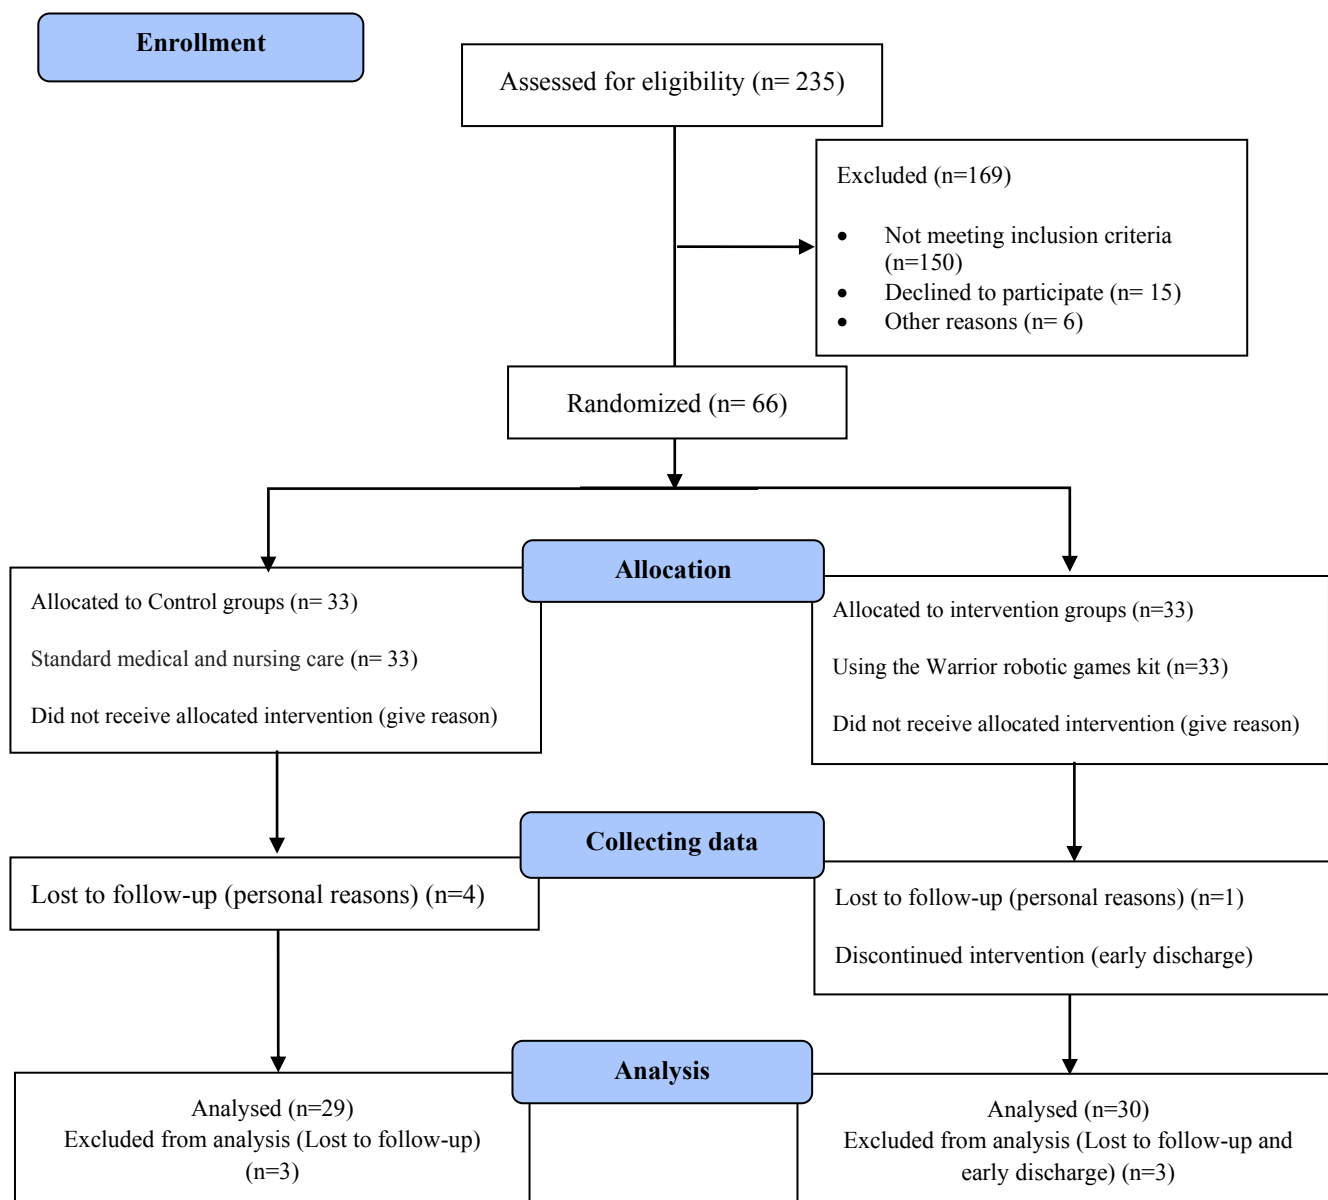 Enrollment
Assessed for eligibility (n= 235)
Excluded (n=169)
• Not meeting inclusion criteria
(n=150)
• Declined to participate (n= 15)
• Other reasons (n= 6)
Randomized (n= 66)
Allocation
Allocated to Control groups (n= 33)
Standard medical and nursing care (n= 33)
Did not receive allocated intervention (give reason)
Allocated to intervention groups (n=33)
Using the Warrior robotic games kit (n=33)
Did not receive allocated intervention (give reason)
Collecting data
Lost to follow-up (personal reasons) (n=4)
Lost to follow-up (personal reasons) (n=1)
Discontinued intervention (early discharge)
Analysis
Analysed (n=29)
Excluded from analysis (Lost to follow-up)
(n=3)
Analysed (n=30)
Excluded from analysis (Lost to follow-up and
early discharge) (n=3)